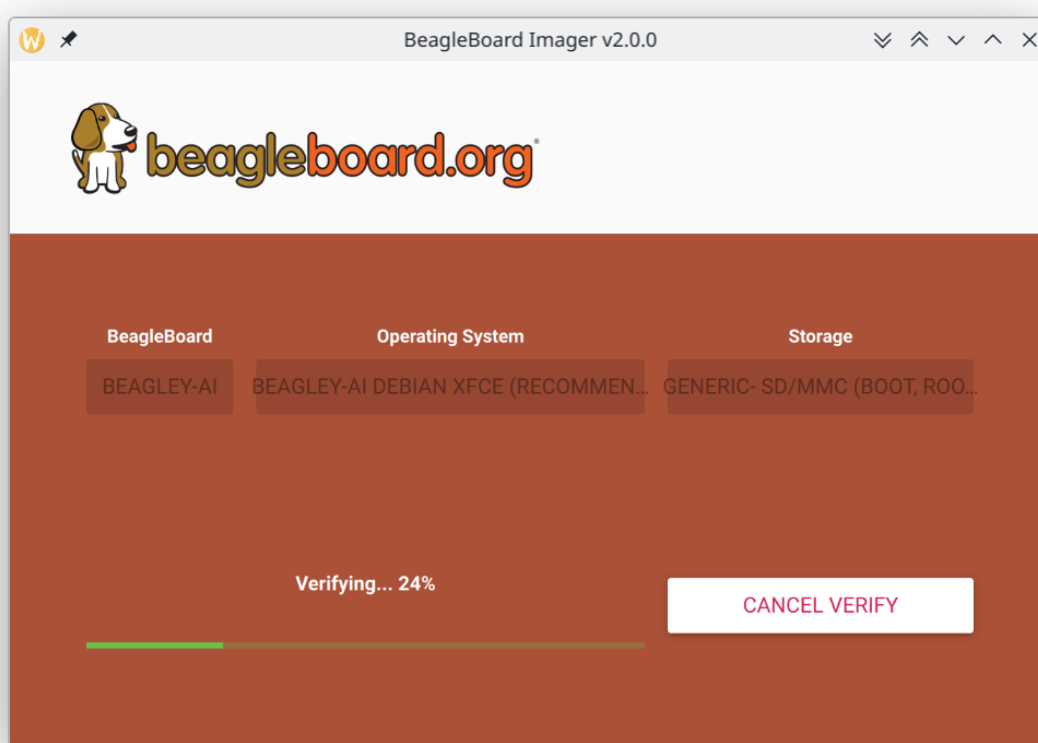 BeagleBoard Imager v2.0.0
beagleboard.org®
BeagleBoard Operating System Storage
BEAGLEY-AI BEAGLEY-AI DEBIAN XFCE (RECOMMEN... GENERIC- SD/MMC (BOOT, ROO...
Verifying... 24%
CANCEL VERIFY